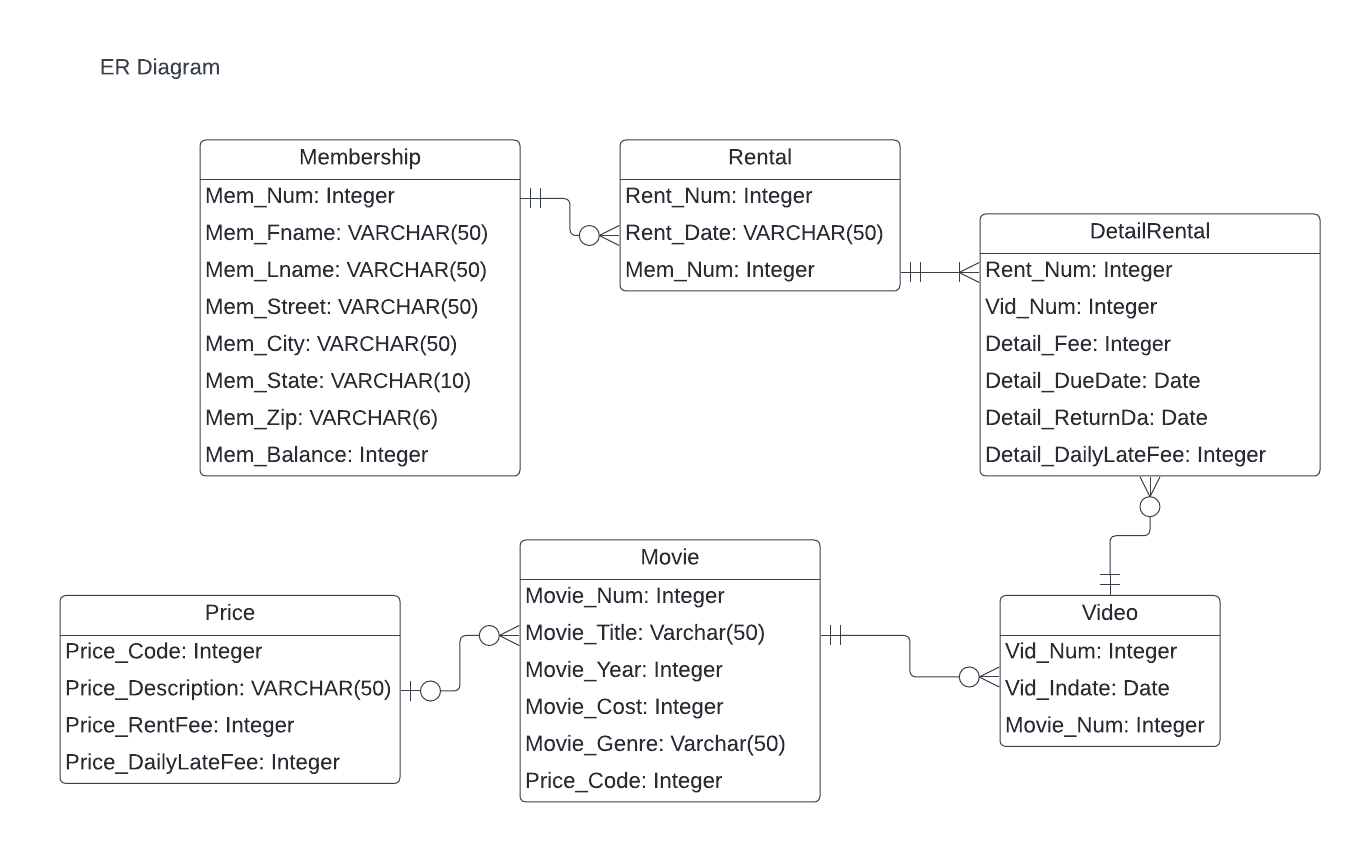 ER Diagram
Membership
Mem_Num: Integer
Mem_Fname: VARCHAR(50)
Mem_Lname: VARCHAR(50)
Mem_Street: VARCHAR(50)
Mem_City: VARCHAR(50)
Mem_State: VARCHAR(10)
Mem_Zip: VARCHAR(6)
Mem_Balance: Integer
Rental
Rent_Num: Integer
Rent_Date: VARCHAR(50)
Mem_Num: Integer
DetailRental
Rent_Num: Integer
Vid_Num: Integer
Detail_Fee: Integer
Detail_DueDate: Date
Detail_ReturnDa: Date
Detail_DailyLateFee: Integer
Price
Price_Code: Integer
Price_Description: VARCHAR(50)
Price_RentFee: Integer
Price_DailyLateFee: Integer
Movie
Movie_Num: Integer
Movie_Title: Varchar(50)
Movie_Year: Integer
Movie_Cost: Integer
Movie_Genre: Varchar(50)
Price_Code: Integer
Video
Vid_Num: Integer
Vid_Indate: Date
Movie_Num: Integer